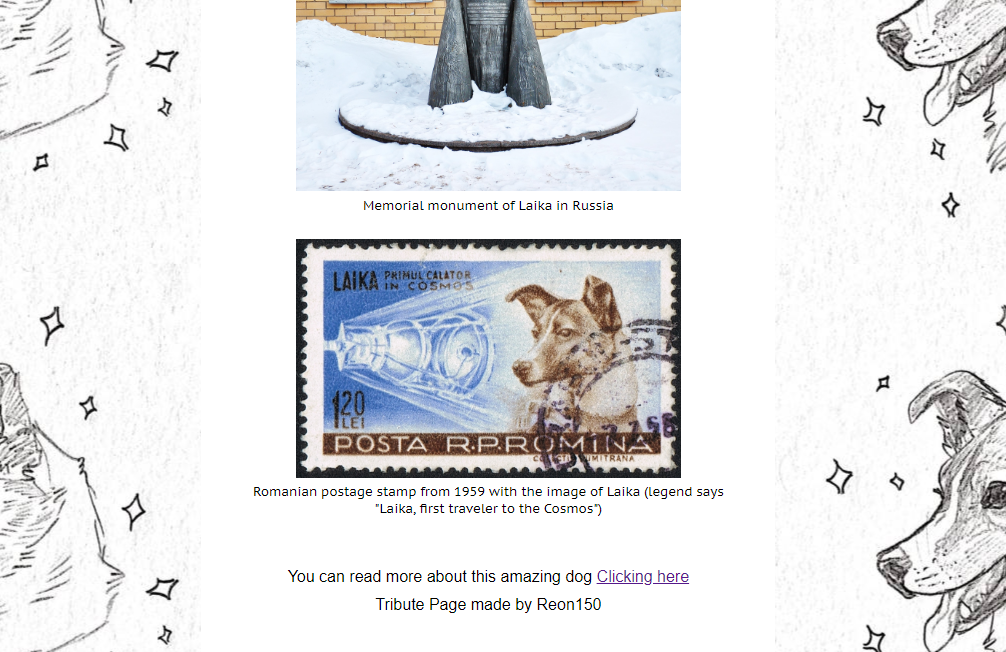 Memorial monument of Laika in Russia
LAIKA PRIMUL CALATOR
IN COSMOS
120
LEI
POSTA R.P.ROMINA
Romanian postage stamp from 1959 with the image of Laika (legend says
"Laika, first traveler to the Cosmos")
You can read more about this amazing dog Clicking here
Tribute Page made by Reon150